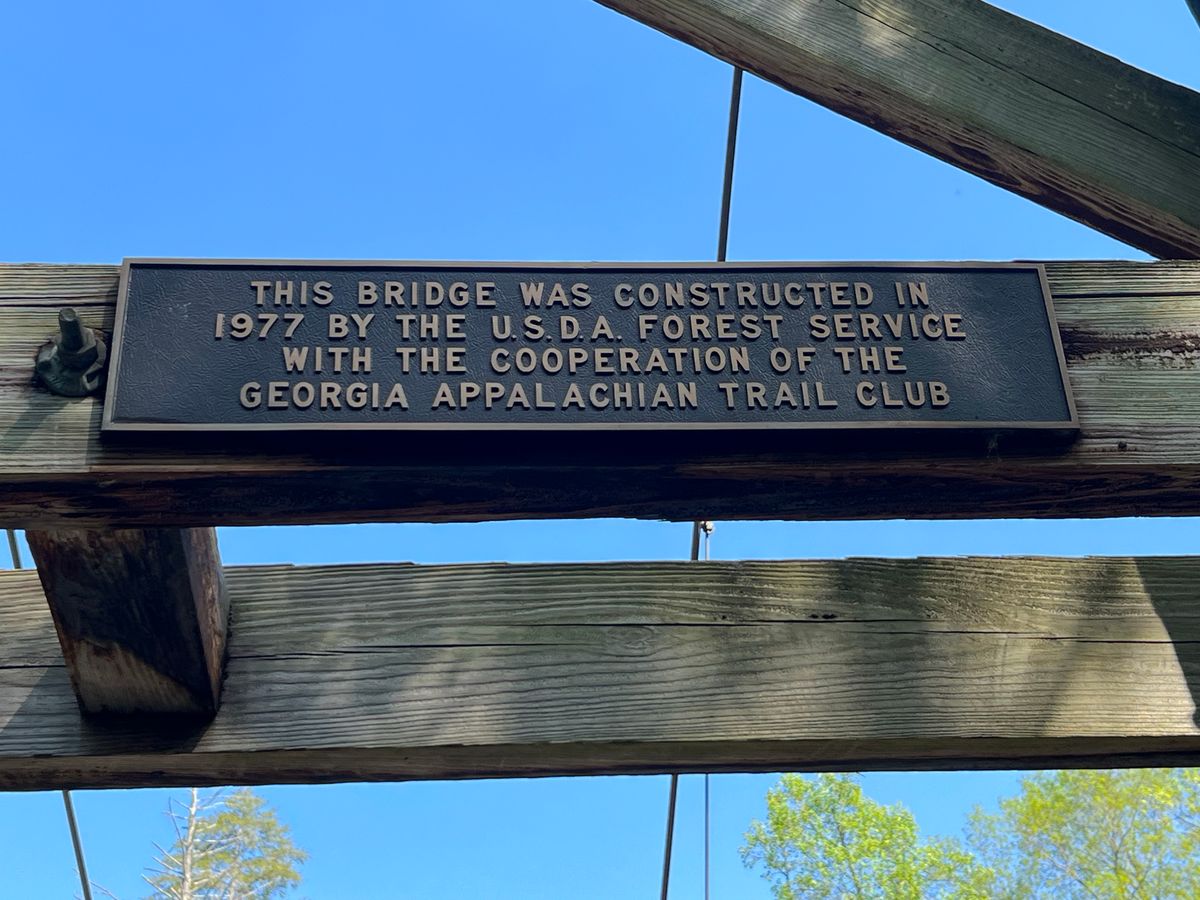 THIS BRIDGE WAS CONSTRUCTED IN
1977 BY THE U.S.D.A. FOREST SERVICE
WITH THE COOPERATION OF THE
GEORGIA APPALACHIAN TRAIL CLUB